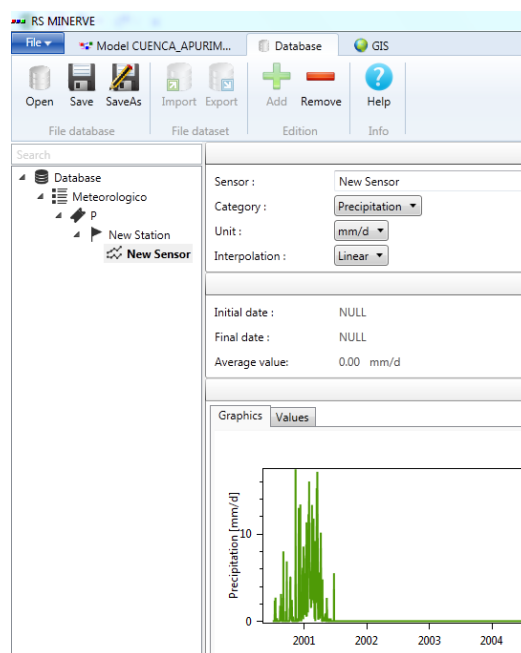 RS MINERVE
File
Model CUENCA_APURIM...
Database
GIS
Open
Save
SaveAs
Import
Export
Add
Remove
Help
File database
File dataset
Edition
Info
Search
Database
Meteorologico
P
New Station
New Sensor
Sensor :
New Sensor
Category :
Precipitation
Unit :
mm/d
Interpolation :
Linear
Initial date :
NULL
Final date :
NULL
Average value:
0.00 mm/d
Graphics
Values
Precipitation [mm/d]
10
0
2001
2002
2003
2004